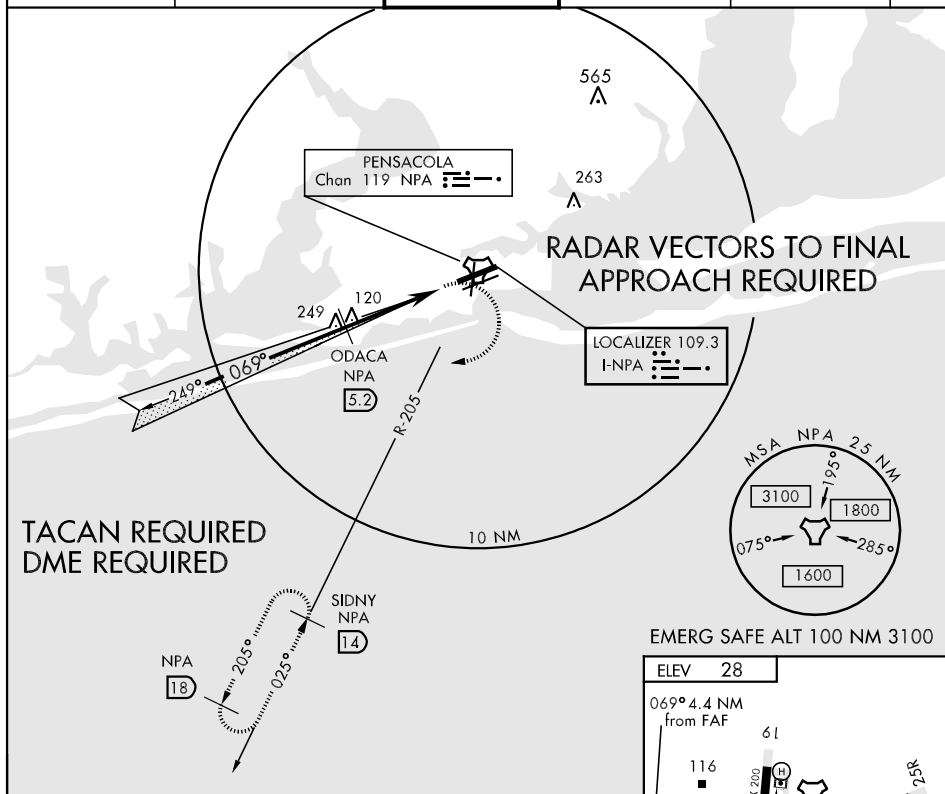 565
PENSACOLA
Chan 119 NPA
263
RADAR VECTORS TO FINAL
APPROACH REQUIRED
249 120
LOCALIZER 109.3
I-NPA
ODACA
NPA
5.2
069°
249°
R-205
MSA NPA 25 NM
195°
3100
1800
075°
285°
1600
TACAN REQUIRED
DME REQUIRED
10 NM
SIDNY
NPA
14
205°
025°
NPA
18
EMERG SAFE ALT 100 NM 3100
ELEV 28
069° 4.4 NM
from FAF
19
116
H
200
25R